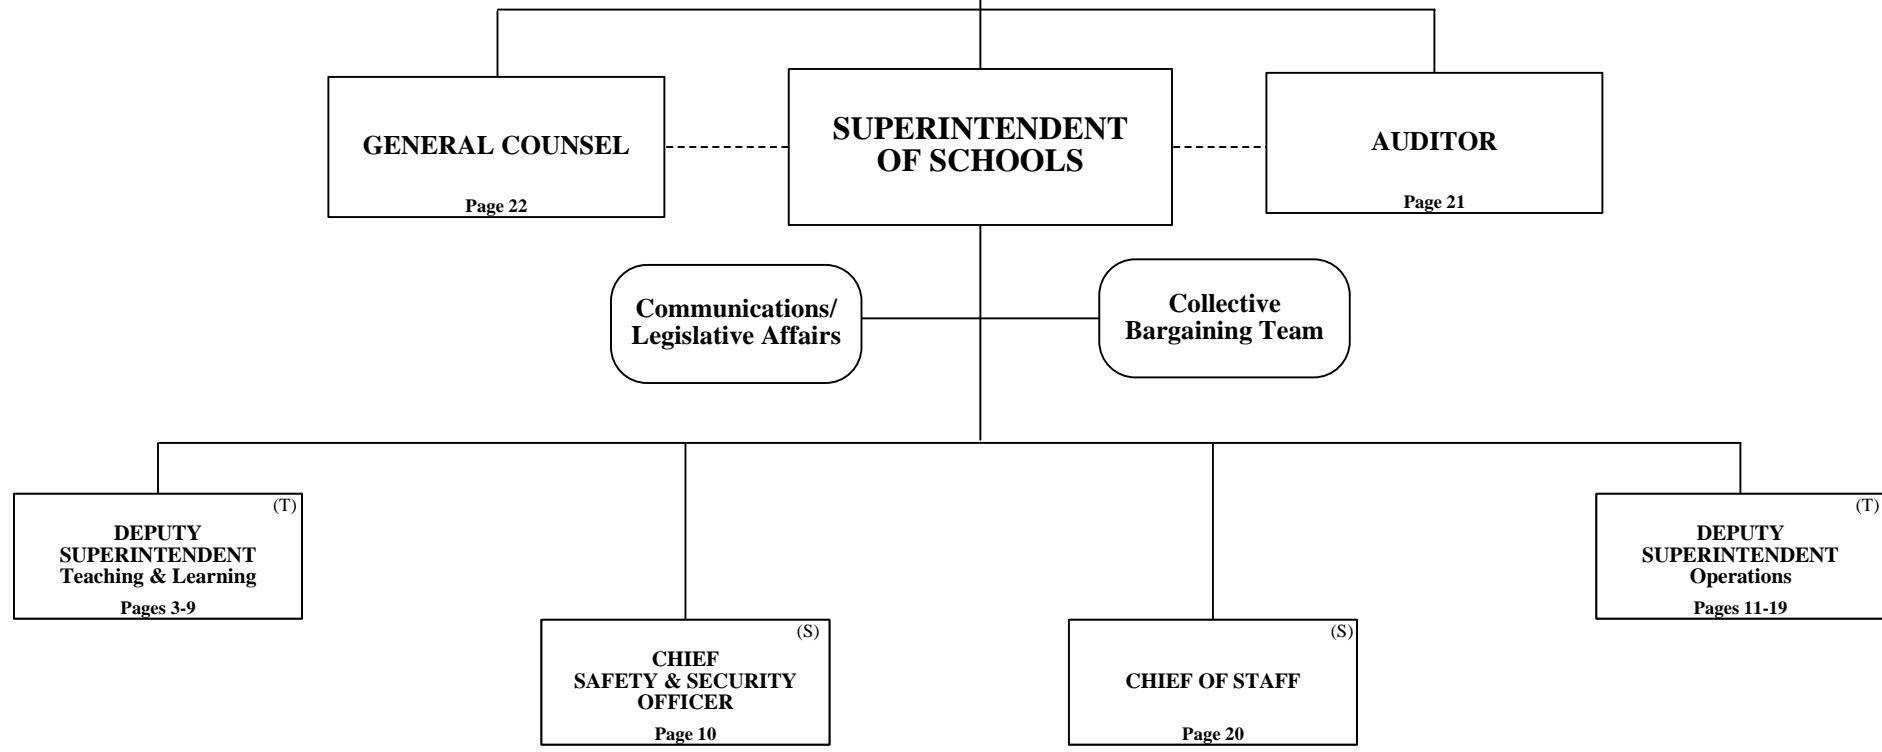 GENERAL COUNSEL
Page 22
SUPERINTENDENT
OF SCHOOLS
AUDITOR
Page 21
Communications/
Legislative Affairs
Collective
Bargaining Team
(T)
DEPUTY
SUPERINTENDENT
Teaching & Learning
Pages 3-9
(S)
CHIEF
SAFETY & SECURITY
OFFICER
Page 10
(S)
CHIEF OF STAFF
Page 20
(T)
DEPUTY
SUPERINTENDENT
Operations
Pages 11-19